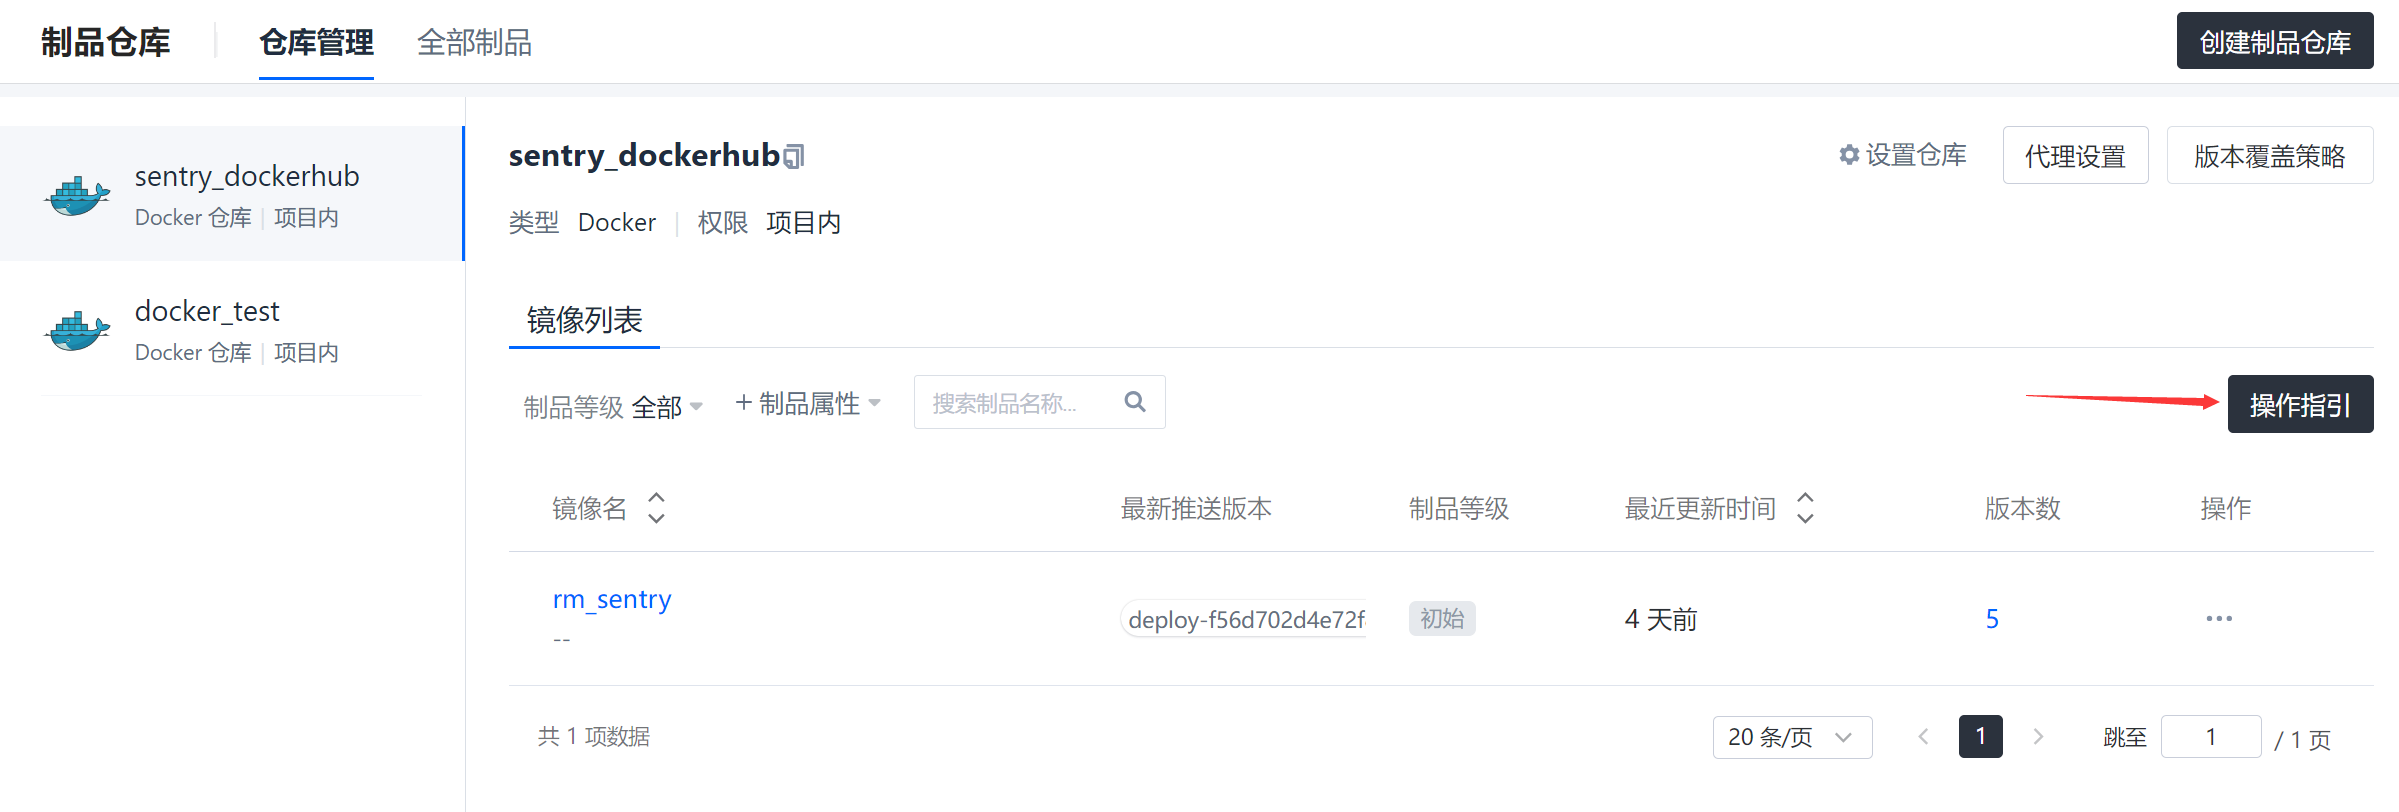 制品仓库 仓库管理 全部制品 创建制品仓库
sentry_dockerhub
Docker 仓库 | 项目内
docker_test
Docker 仓库 | 项目内
sentry_dockerhub 设置仓库 代理设置 版本覆盖策略
类型 Docker | 权限 项目内
镜像列表
制品等级 全部 + 制品属性 搜索制品名称... 操作指引
镜像名 最新推送版本 制品等级 最近更新时间 版本数 操作
rm_sentry deploy-f56d702d4e72f 初始 4 天前 5 ···
--
共 1 项数据 20 条/页 < 1 > 跳至 1 / 1 页